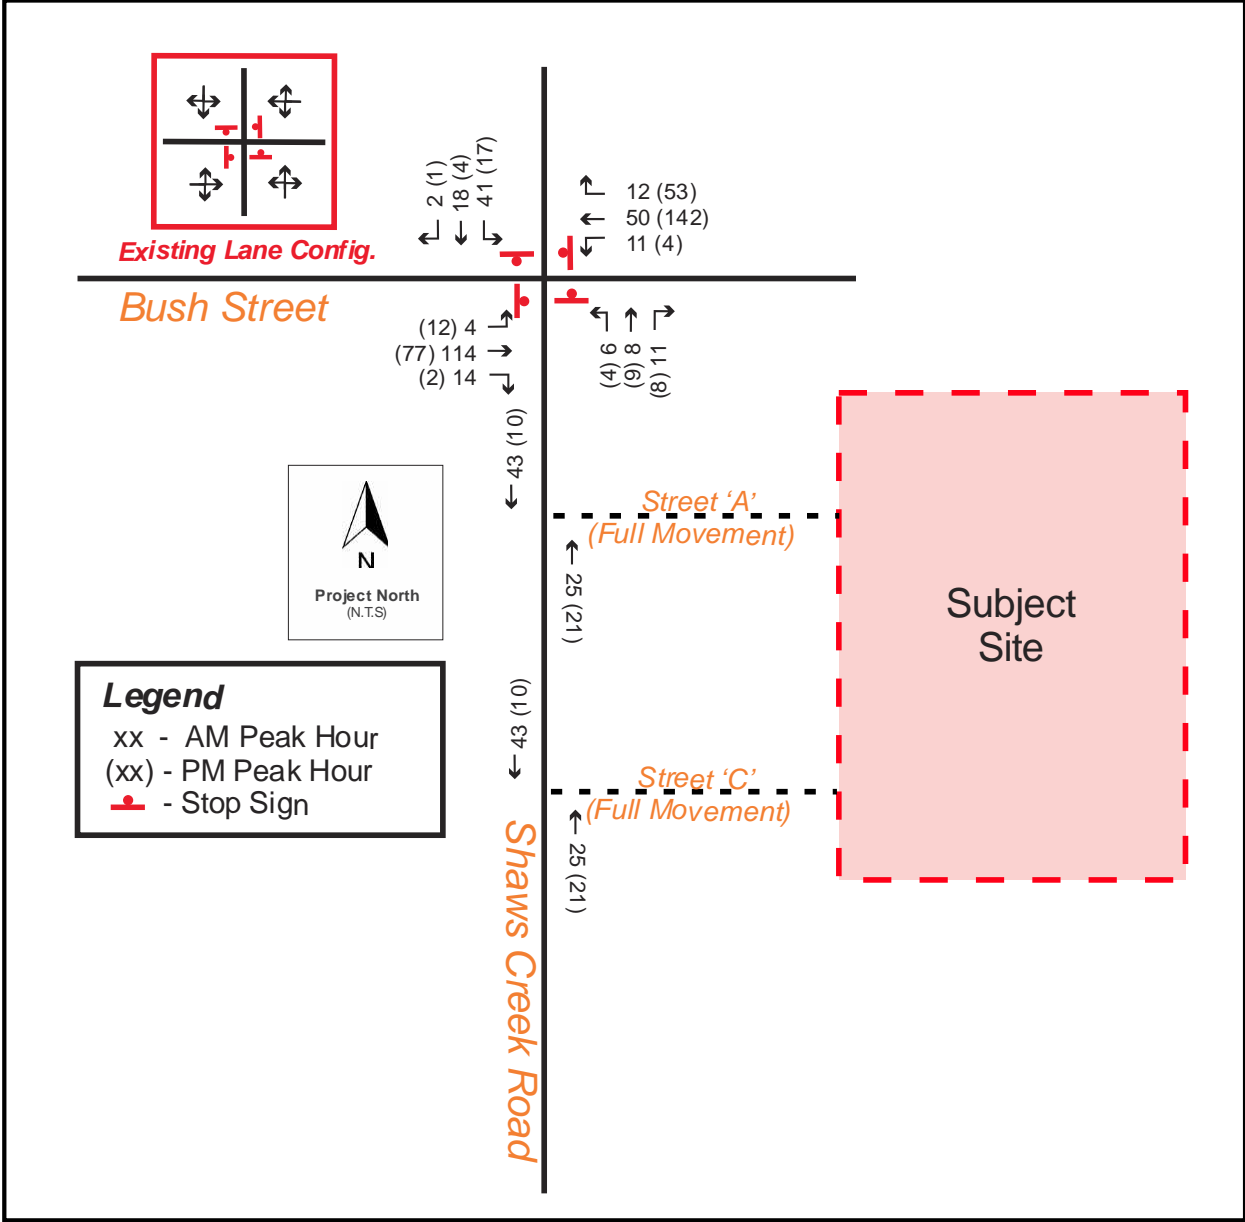 Existing Lane Config.
2 (1)
18 (4)
41 (17)
12 (53)
50 (142)
11 (4)
Bush Street
(12) 4
(77) 114
(2) 14
(4) 6
(9) 8
(8) 11
43 (10)
Street ‘A’
(Full Movement)
25 (21)
N
Project North
(N.T.S)
Subject
Site
Legend
xx - AM Peak Hour
(xx) - PM Peak Hour
- Stop Sign
43 (10)
Street ‘C’
(Full Movement)
25 (21)
Shaws Creek Road